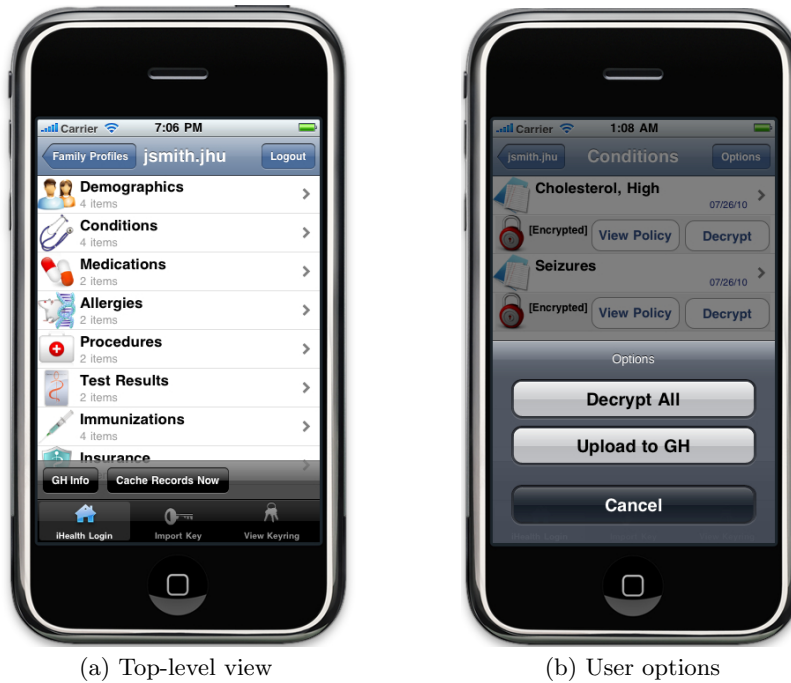 Carrier 7:06 PM
Family Profiles jsmith.jhu Logout
Demographics
4 items
Conditions
4 items
Medications
2 items
Allergies
2 items
Procedures
2 items
Test Results
2 items
Immunizations
4 items
Insurance
GH Info Cache Records Now
iHealth Login Import Key View Keyring
(a) Top-level view
Carrier 1:08 AM
jsmith.jhu Conditions Options
Cholesterol, High
07/26/10
[Encrypted] View Policy Decrypt
Seizures
07/26/10
[Encrypted] View Policy Decrypt
Options
Decrypt All
Upload to GH
Cancel
(b) User options